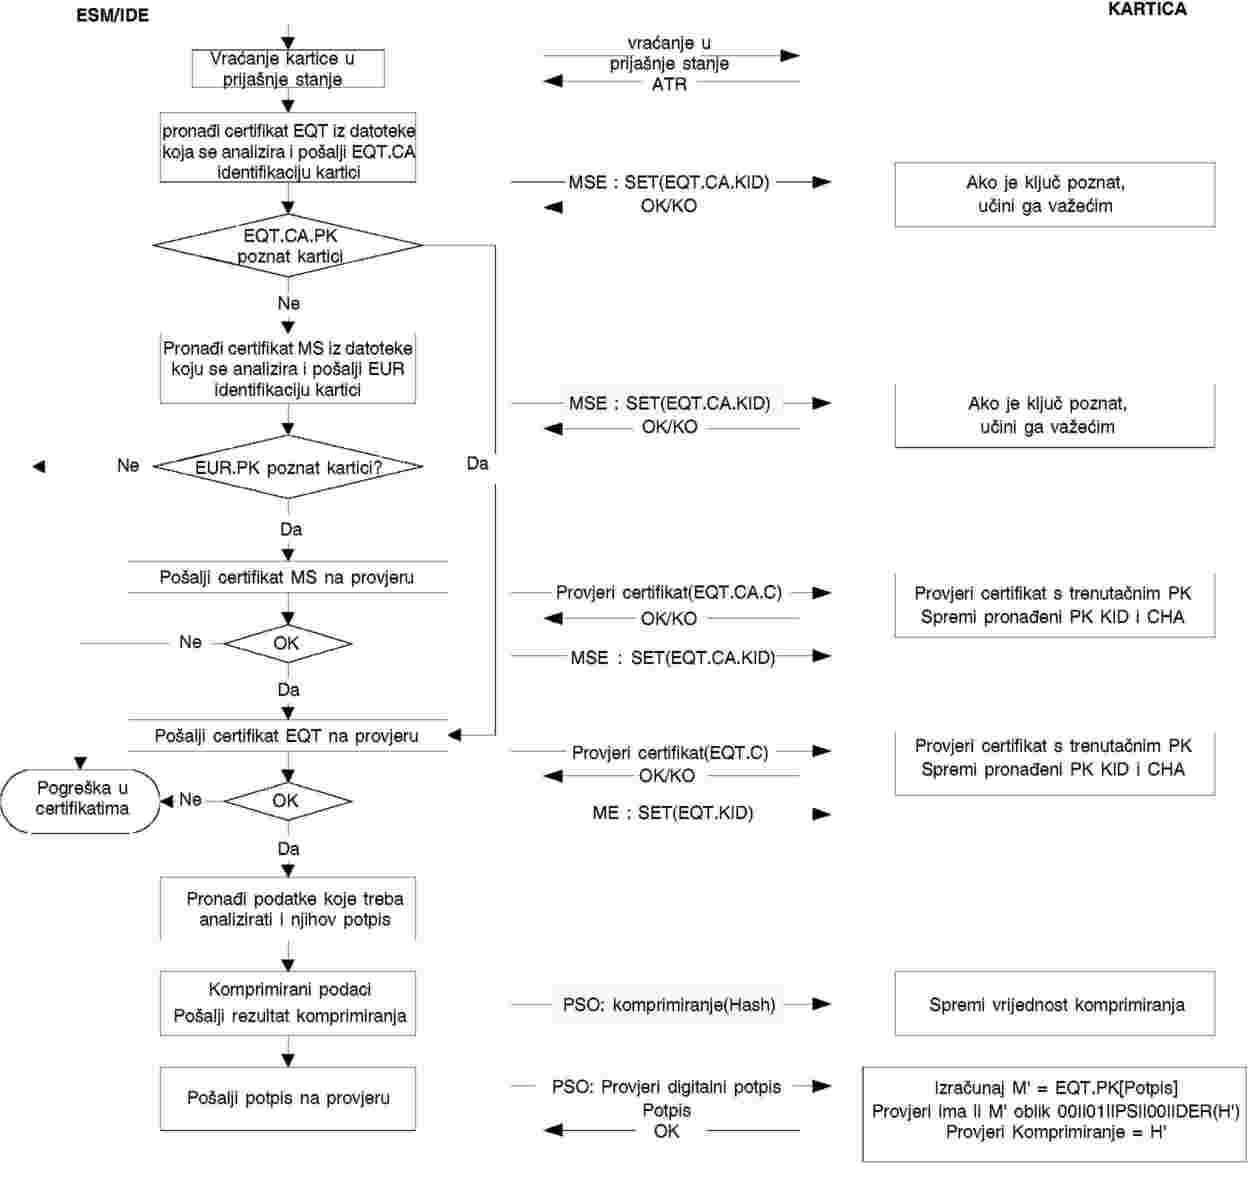 ESM/IDE
KARTICA
Vraćanje kartice u
prijašnje stanje
vraćanje u
prijašnje stanje
ATR
pronađi certifikat EQT iz datoteke
koja se analizira i pošalji EQT.CA
identifikaciju kartici
MSE : SET(EQT.CA.KID)
OK/KO
Ako je ključ poznat,
učini ga važećim
EQT.CA.PK
poznat kartici
Ne
Pronađi certifikat MS iz datoteke
koju se analizira i pošalji EUR
identifikaciju kartici
MSE : SET(EQT.CA.KID)
OK/KO
Ako je ključ poznat,
učini ga važećim
Ne
EUR.PK poznat kartici?
Da
Da
Pošalji certifikat MS na provjeru
Provjeri certifikat(EQT.CA.C)
OK/KO
Provjeri certifikat s trenutačnim PK
Spremi pronađeni PK KID i CHA
Ne
OK
MSE : SET(EQT.CA.KID)
Da
Pošalji certifikat EQT na provjeru
Provjeri certifikat(EQT.C)
OK/KO
Provjeri certifikat s trenutačnim PK
Spremi pronađeni PK KID i CHA
Pogreška u
certifikatima
Ne
OK
ME : SET(EQT.KID)
Da
Pronađi podatke koje treba
analizirati i njihov potpis
Komprimirani podaci
Pošalji rezultat komprimiranja
PSO: komprimiranje(Hash)
Spremi vrijednost komprimiranja
Pošalji potpis na provjeru
PSO: Provjeri digitalni potpis
Potpis
OK
Izračunaj M' = EQT.PK[Potpis]
Provjeri ima li M' oblik 00II01IIPSII00IIDER(H')
Provjeri Komprimiranje = H'